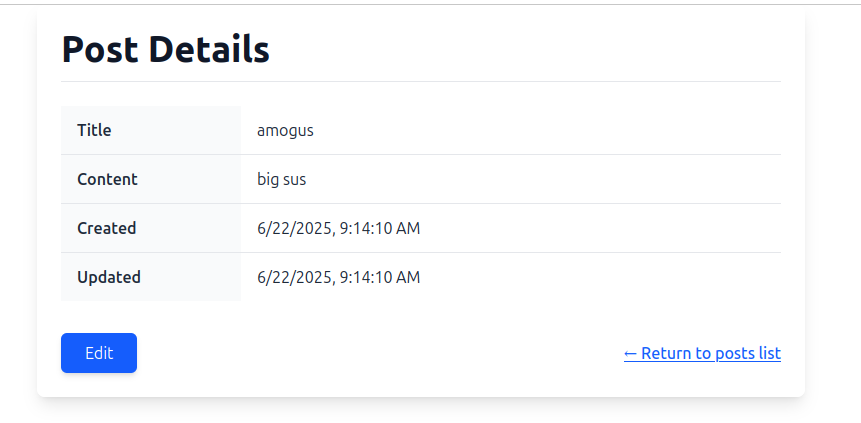 Post Details
Title amogus
Content big sus
Created 6/22/2025, 9:14:10 AM
Updated 6/22/2025, 9:14:10 AM
Edit ← Return to posts list